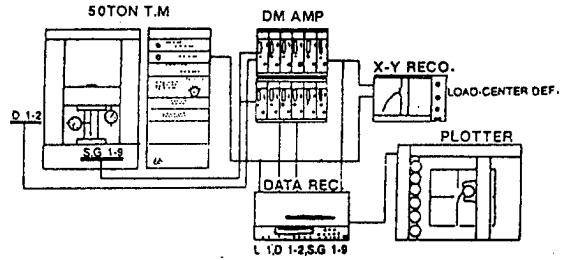 50TON T.M
DM AMP
X-Y RECO.
LOAD-CENTER DEF.
D 1-2
S.G 1-9
PLOTTER
DATA REC.
L 1,D 1-2,S.G 1-9